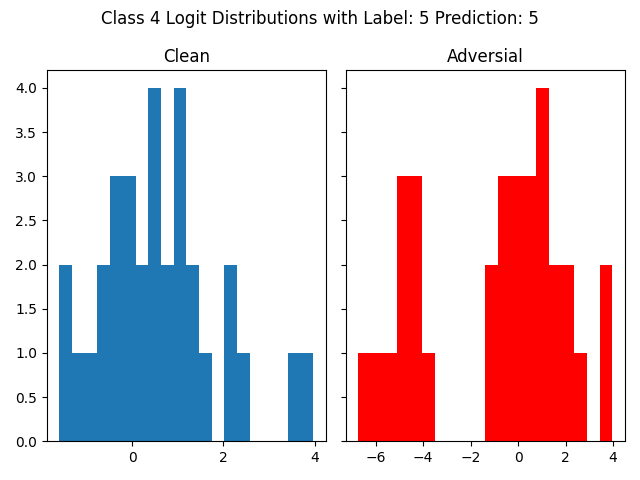 Class 4 Logit Distributions with Label: 5 Prediction: 5
Clean
Adversial
4.0
3.5
3.0
2.5
2.0
1.5
1.0
0.5
0.0
0 2 4
−6 −4 −2 0 2 4